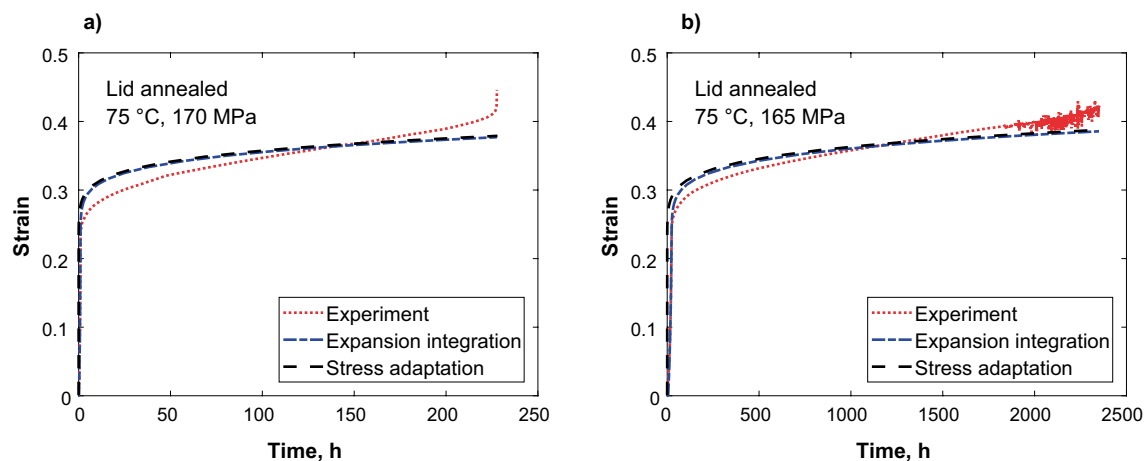 a)
0.5
0.4
0.3
0.2
0.1
0
Strain
Lid annealed
75 °C, 170 MPa
Experiment
Expansion integration
Stress adaptation
0 50 100 150 200 250
Time, h
b)
0.5
0.4
0.3
0.2
0.1
0
Strain
Lid annealed
75 °C, 165 MPa
Experiment
Expansion integration
Stress adaptation
0 500 1000 1500 2000 2500
Time, h